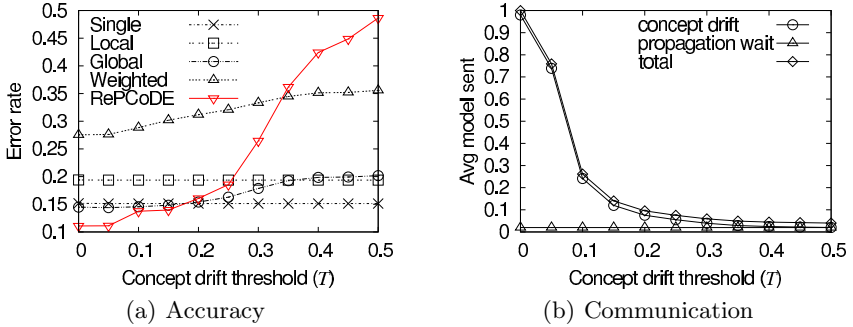 0.5
0.45
0.4
0.35
0.3
0.25
0.2
0.15
0.1
Error rate
Single
Local
Global
Weighted
RePCoDE
0 0.1 0.2 0.3 0.4 0.5
Concept drift threshold (T)
(a) Accuracy
1
0.9
0.8
0.7
0.6
0.5
0.4
0.3
0.2
0.1
0
Avg model sent
concept drift
propagation wait
total
0 0.1 0.2 0.3 0.4 0.5
Concept drift threshold (T)
(b) Communication